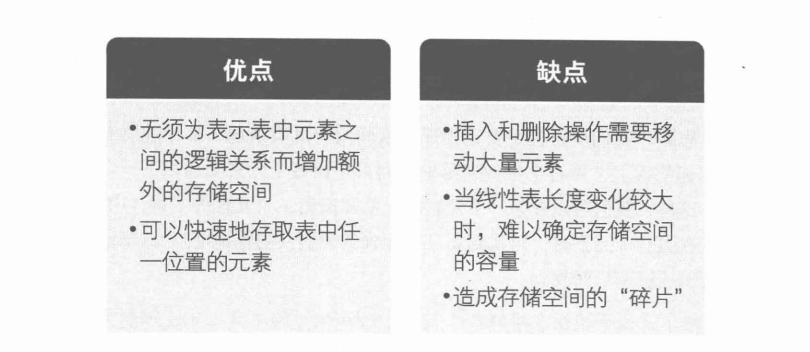 优点
•无须为表示表中元素之
间的逻辑关系而增加额
外的存储空间
•可以快速地存取表中任
一位置的元素
缺点
•插入和删除操作需要移
动大量元素
•当线性表长度变化较大
时，难以确定存储空间
的容量
•造成存储空间的“碎片”